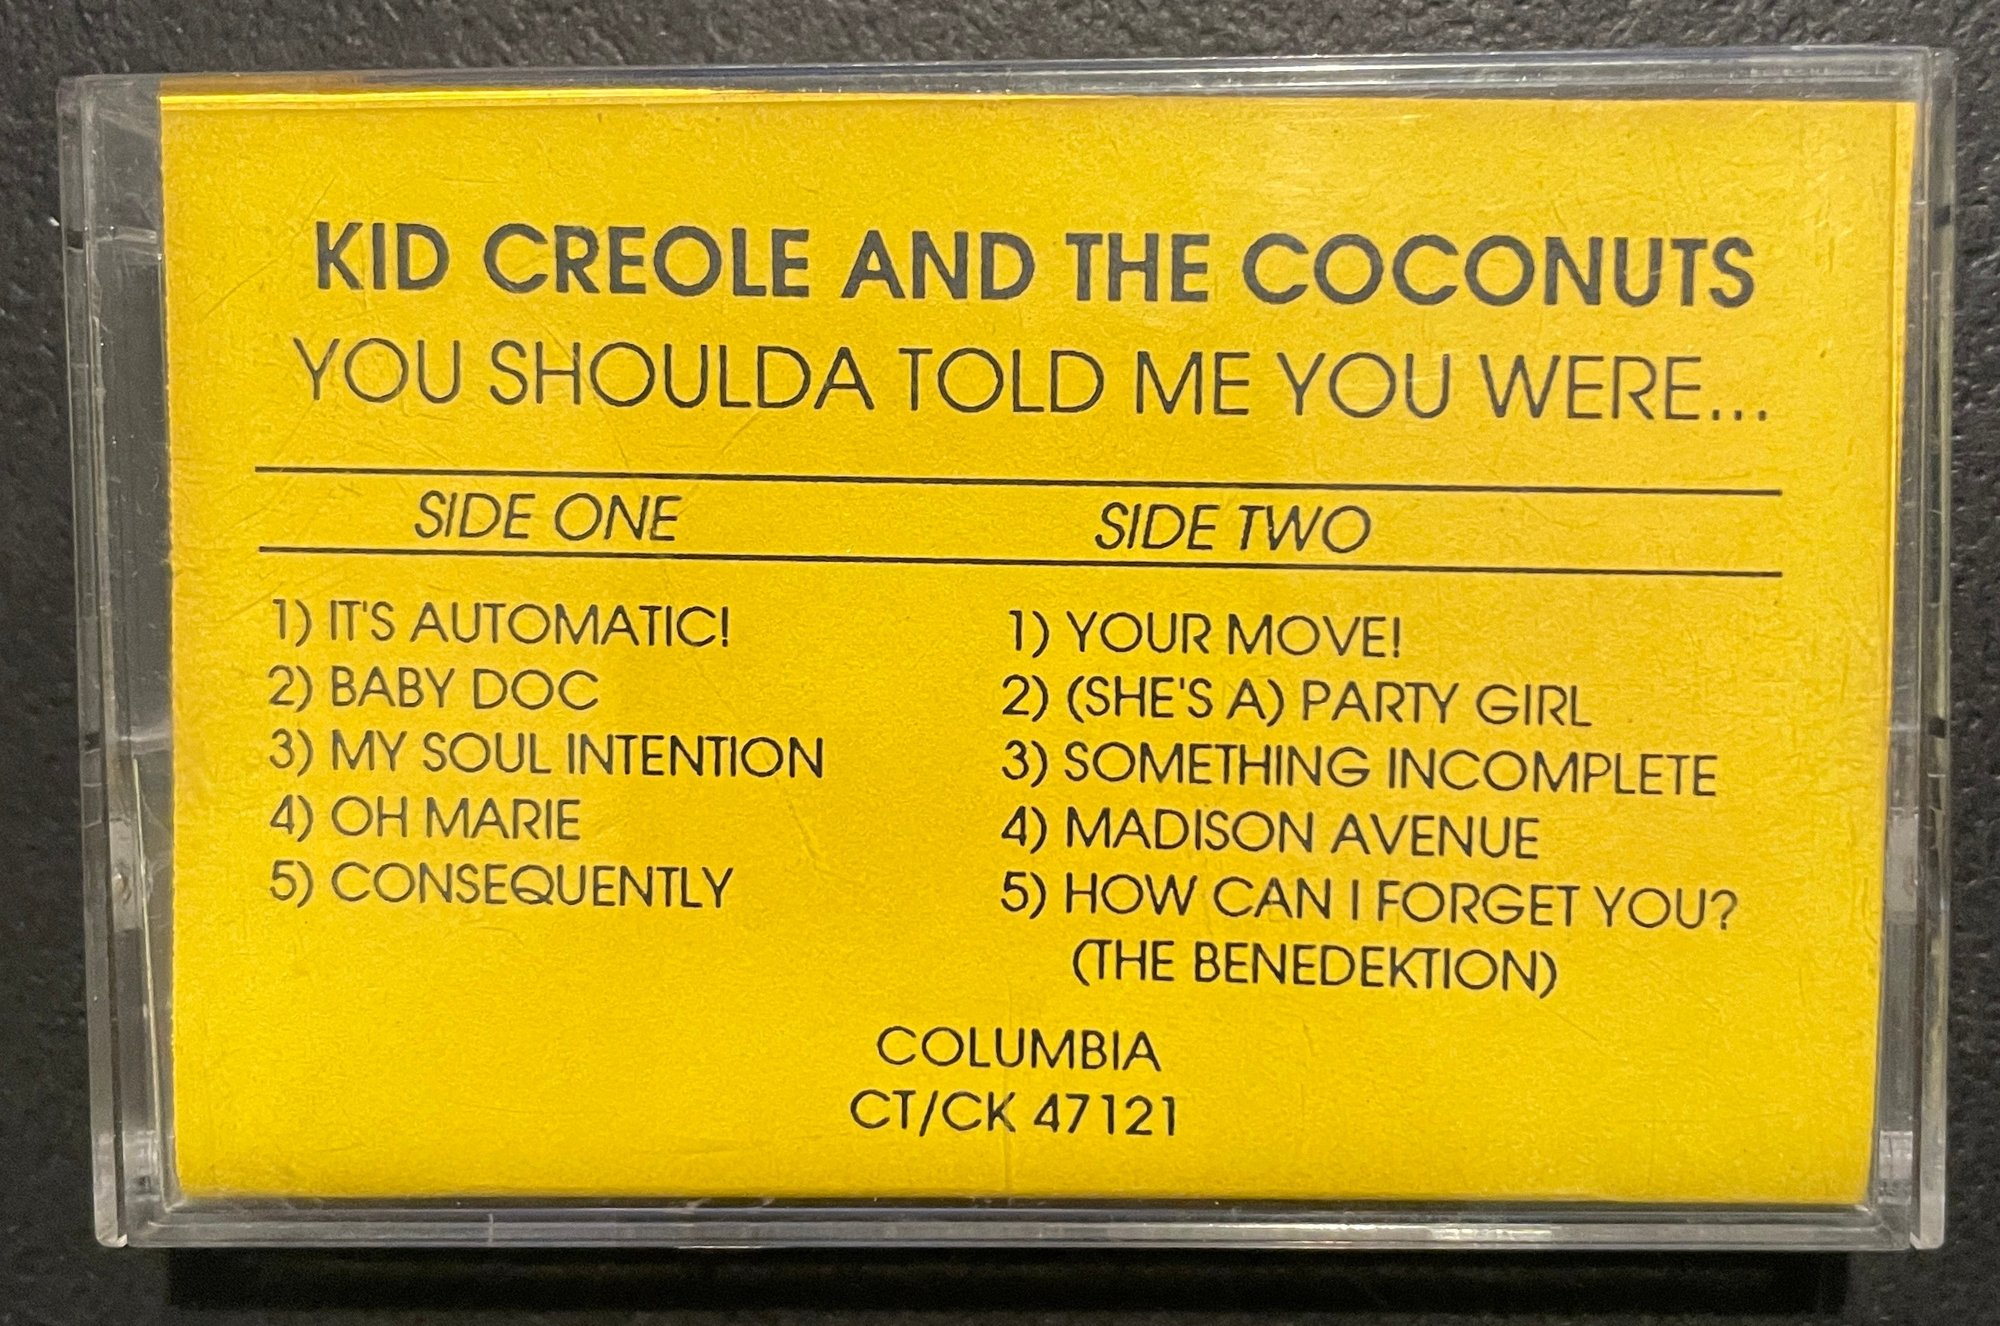 KID CREOLE AND THE COCONUTS
YOU SHOULDA TOLD ME YOU WERE...
SIDE ONE
1) IT'S AUTOMATIC!
2) BABY DOC
3) MY SOUL INTENTION
4) OH MARIE
5) CONSEQUENTLY
SIDE TWO
1) YOUR MOVE!
2) (SHE'S A) PARTY GIRL
3) SOMETHING INCOMPLETE
4) MADISON AVENUE
5) HOW CAN I FORGET YOU?
(THE BENEDEKTION)
COLUMBIA
CT/CK 47121